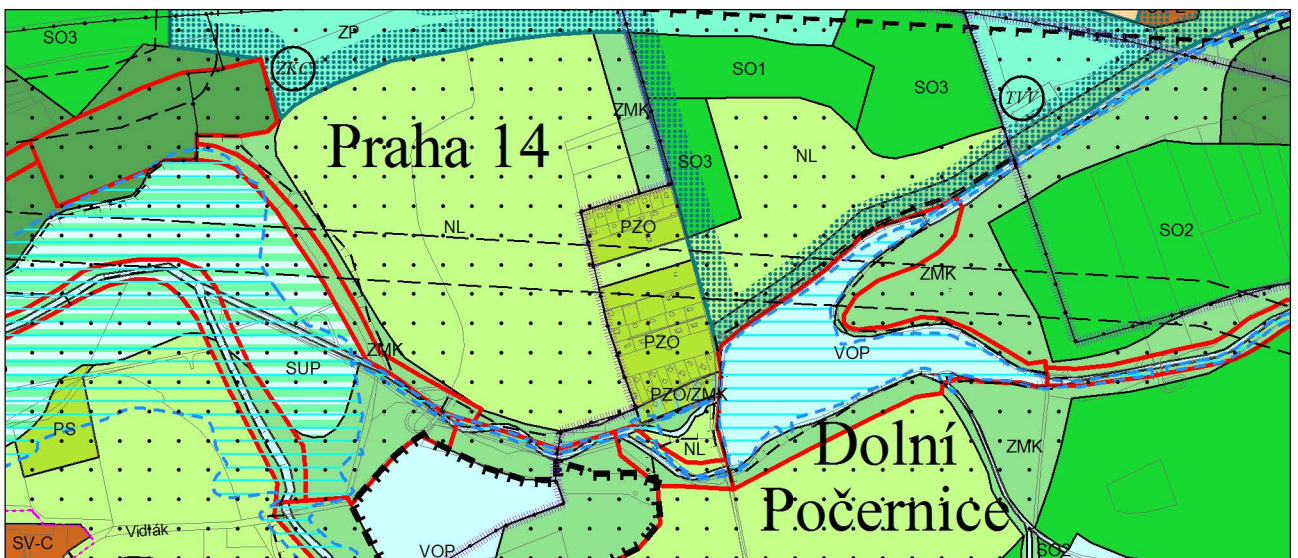 SO3
ZP
ZKC
SO1
SO3
TVV
ZMK
Praha 14
SO3
NL
NL
PZO
SO2
ZMK
PZO
VOP
ZMK
SUP
PZO/ZMK
PS
NL
Dolní
Počernice
ZMK
Vidlák
SV-C
VOP